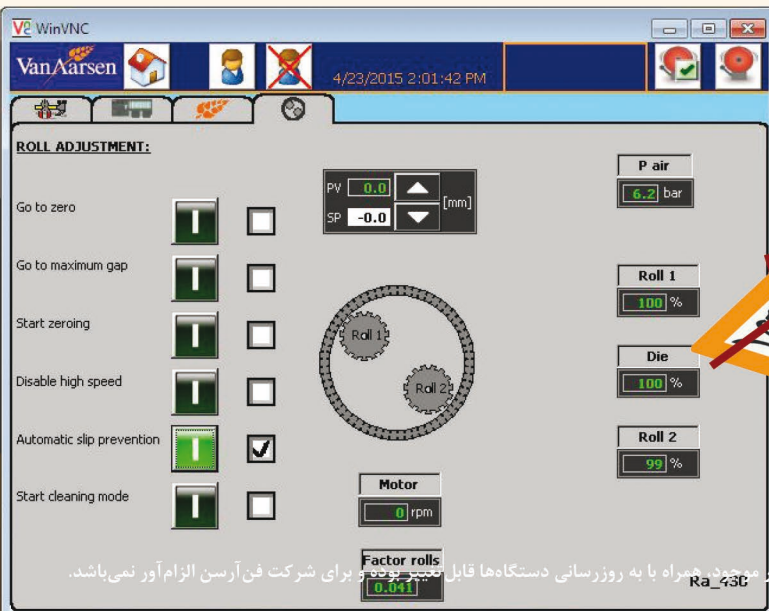 WinVNC
VanAarsen
4/23/2015 2:01:42 PM
ROLL ADJUSTMENT:
P air
6.2 bar
PV 0.0
SP -0.0
[mm]
Go to zero
Go to maximum gap
Roll 1
100 %
Start zeroing
Roll 1
Die
100 %
Disable high speed
Roll 2
Automatic slip prevention
Roll 2
99 %
Start cleaning mode
Motor
0 rpm
Factor rolls
0.041
موجود، همراه با به روزرسانی دستگاه‌ها قابل تغییر بوده و برای شرکت فن‌آرسن الزام‌آور نمی‌باشد.
Ra_430